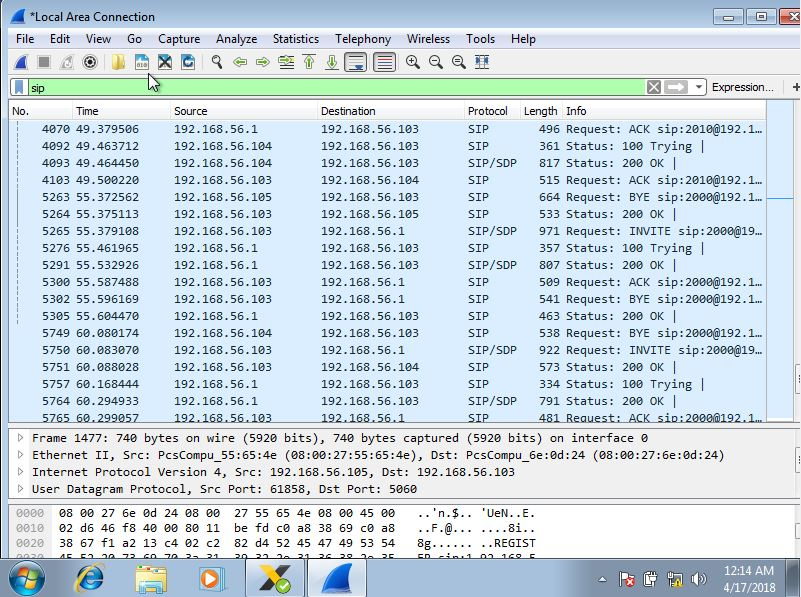 *Local Area Connection
File Edit View Go Capture Analyze Statistics Telephony Wireless Tools Help
sip Expression... +
No. Time Source Destination Protocol Length Info
4070 49.379506 192.168.56.1 192.168.56.103 SIP 496 Request: ACK sip:2010@192.1…
4092 49.463712 192.168.56.104 192.168.56.103 SIP 361 Status: 100 Trying |
4093 49.464450 192.168.56.104 192.168.56.103 SIP/SDP 817 Status: 200 OK |
4103 49.500220 192.168.56.103 192.168.56.104 SIP 515 Request: ACK sip:2010@192.1…
5263 55.372562 192.168.56.105 192.168.56.103 SIP 664 Request: BYE sip:2000@192.1…
5264 55.375113 192.168.56.103 192.168.56.105 SIP 533 Status: 200 OK |
5265 55.379108 192.168.56.103 192.168.56.1 SIP/SDP 971 Request: INVITE sip:2000@19…
5276 55.461965 192.168.56.1 192.168.56.103 SIP 357 Status: 100 Trying |
5291 55.532926 192.168.56.1 192.168.56.103 SIP/SDP 807 Status: 200 OK |
5300 55.587488 192.168.56.103 192.168.56.1 SIP 509 Request: ACK sip:2000@192.1…
5302 55.596169 192.168.56.103 192.168.56.1 SIP 541 Request: BYE sip:2000@192.1…
5305 55.604470 192.168.56.1 192.168.56.103 SIP 463 Status: 200 OK |
5749 60.080174 192.168.56.104 192.168.56.103 SIP 538 Request: BYE sip:2000@192.1…
5750 60.083070 192.168.56.103 192.168.56.1 SIP/SDP 922 Request: INVITE sip:2000@19…
5751 60.088028 192.168.56.103 192.168.56.104 SIP 573 Status: 200 OK |
5757 60.168444 192.168.56.1 192.168.56.103 SIP 334 Status: 100 Trying |
5764 60.294933 192.168.56.1 192.168.56.103 SIP/SDP 791 Status: 200 OK |
5765 60.299057 192.168.56.103 192.168.56.1 SIP 481 Request: ACK sip:2000@192.1…
Frame 1477: 740 bytes on wire (5920 bits), 740 bytes captured (5920 bits) on interface 0
Ethernet II, Src: PcsCompu_55:65:4e (08:00:27:55:65:4e), Dst: PcsCompu_6e:0d:24 (08:00:27:6e:0d:24)
Internet Protocol Version 4, Src: 192.168.56.105, Dst: 192.168.56.103
User Datagram Protocol, Src Port: 61858, Dst Port: 5060
0000 08 00 27 6e 0d 24 08 00 27 55 65 4e 08 00 45 00 ..'n.$.. 'UeN..E.
0010 02 d6 46 f8 40 00 80 11 be fd c0 a8 38 69 c0 a8 ..F.@... ....8i..
0020 38 67 f1 a2 13 c4 02 c2 82 d4 52 45 47 49 53 54 8g...... ..REGIST
45 52 20 73 69 70 3a 31 39 32 2e 31 36 38 2e 35 ER sip:1 92.168.5
12:14 AM
4/17/2018